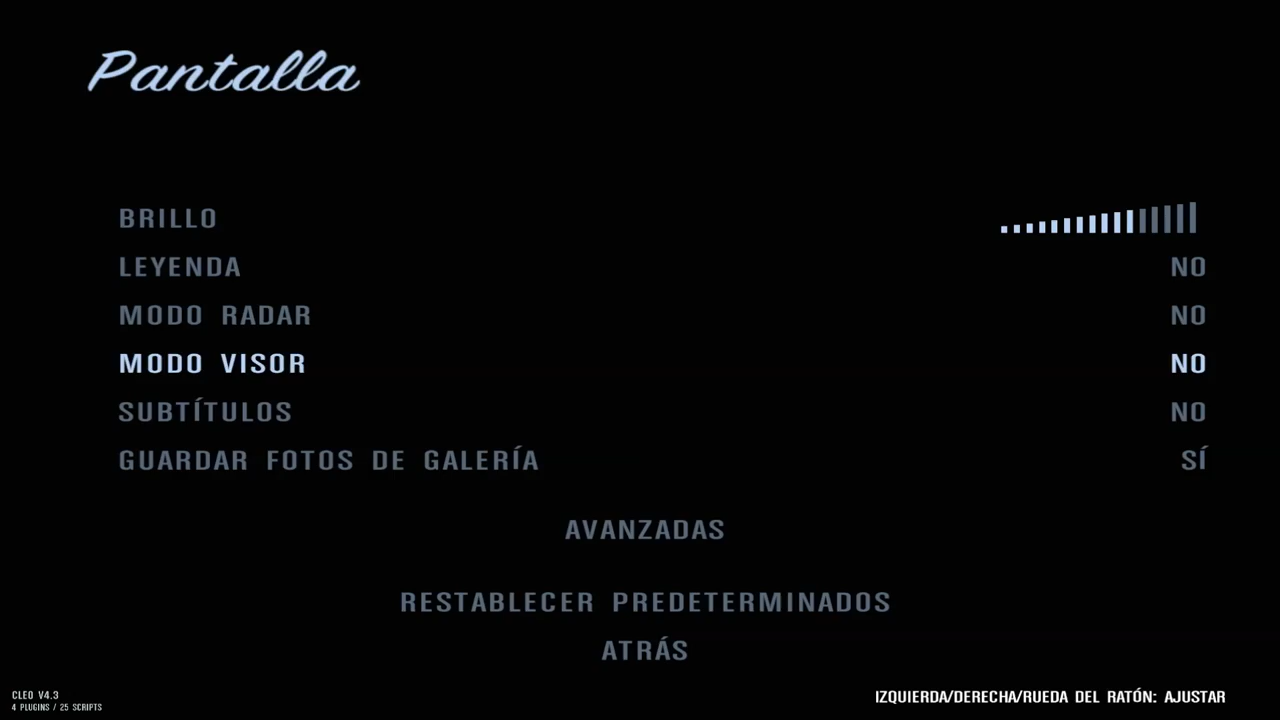 Pantalla
BRILLO
LEYENDA NO
MODO RADAR NO
MODO VISOR NO
SUBTÍTULOS NO
GUARDAR FOTOS DE GALERÍA SÍ
AVANZADAS
RESTABLECER PREDETERMINADOS
ATRÁS
CLEO V4.3
4 PLUGINS / 25 SCRIPTS
IZQUIERDA/DERECHA/RUEDA DEL RATÓN: AJUSTAR